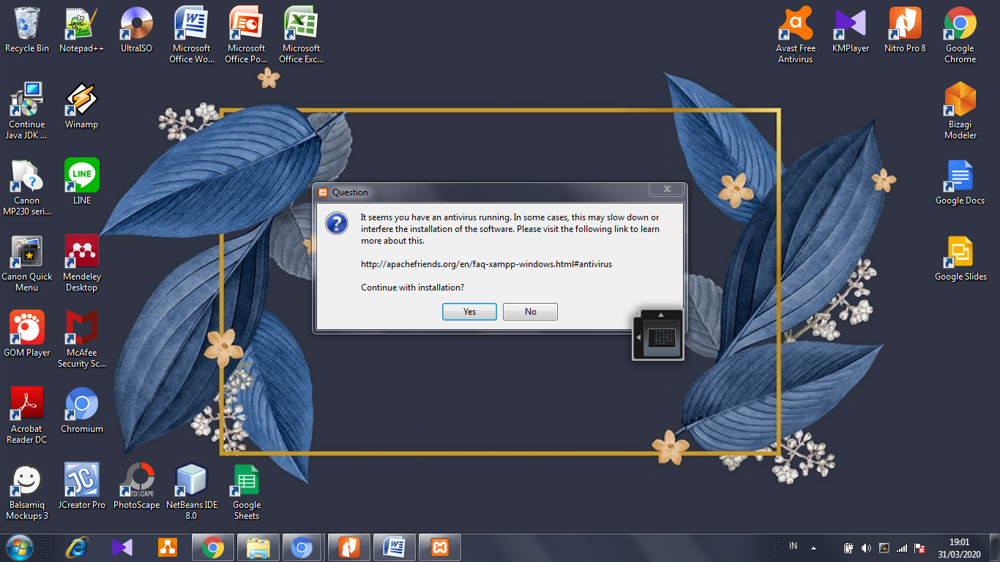 Recycle Bin
Notepad++
UltraISO
Microsoft
Office Wo...
Microsoft
Office Po...
Microsoft
Office Exc...
Avast Free
Antivirus
KMPlayer
Nitro Pro 8
Google
Chrome
Continue
Java JDK ...
Winamp
Bizagi
Modeler
Canon
MP230 seri...
LINE
LINE
Google Docs
Canon Quick
Menu
Mendeley
Desktop
Google Slides
GOM Player
McAfee
Security Sc...
Acrobat
Reader DC
Chromium
Balsamiq
Mockups 3
JC
JCreator Pro
PhotoScape
NetBeans IDE
8.0
Google
Sheets
Question
It seems you have an antivirus running. In some cases, this may slow down or
interfere the installation of the software. Please visit the following link to learn
more about this.
http://apachefriends.org/en/faq-xampp-windows.html#antivirus
Continue with installation?
Yes
No
IN
19:01
31/03/2020